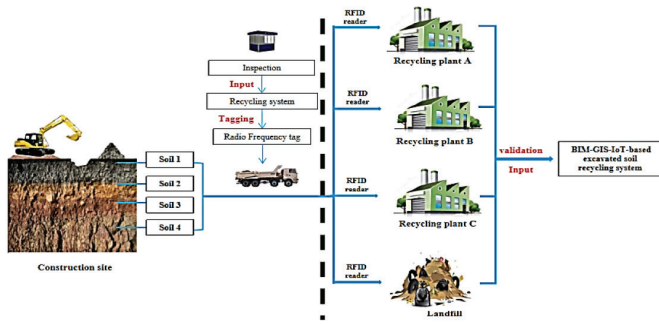 Inspection
Input
Recycling system
Tagging
Radio Frequency tag
Soil 1
Soil 2
Soil 3
Soil 4
Construction site
RFID
reader
Recycling plant A
RFID
reader
Recycling plant B
RFID
reader
Recycling plant C
RFID
reader
Landfill
validation
Input
BIM-GIS-IoT-based
excavated soil
recycling system